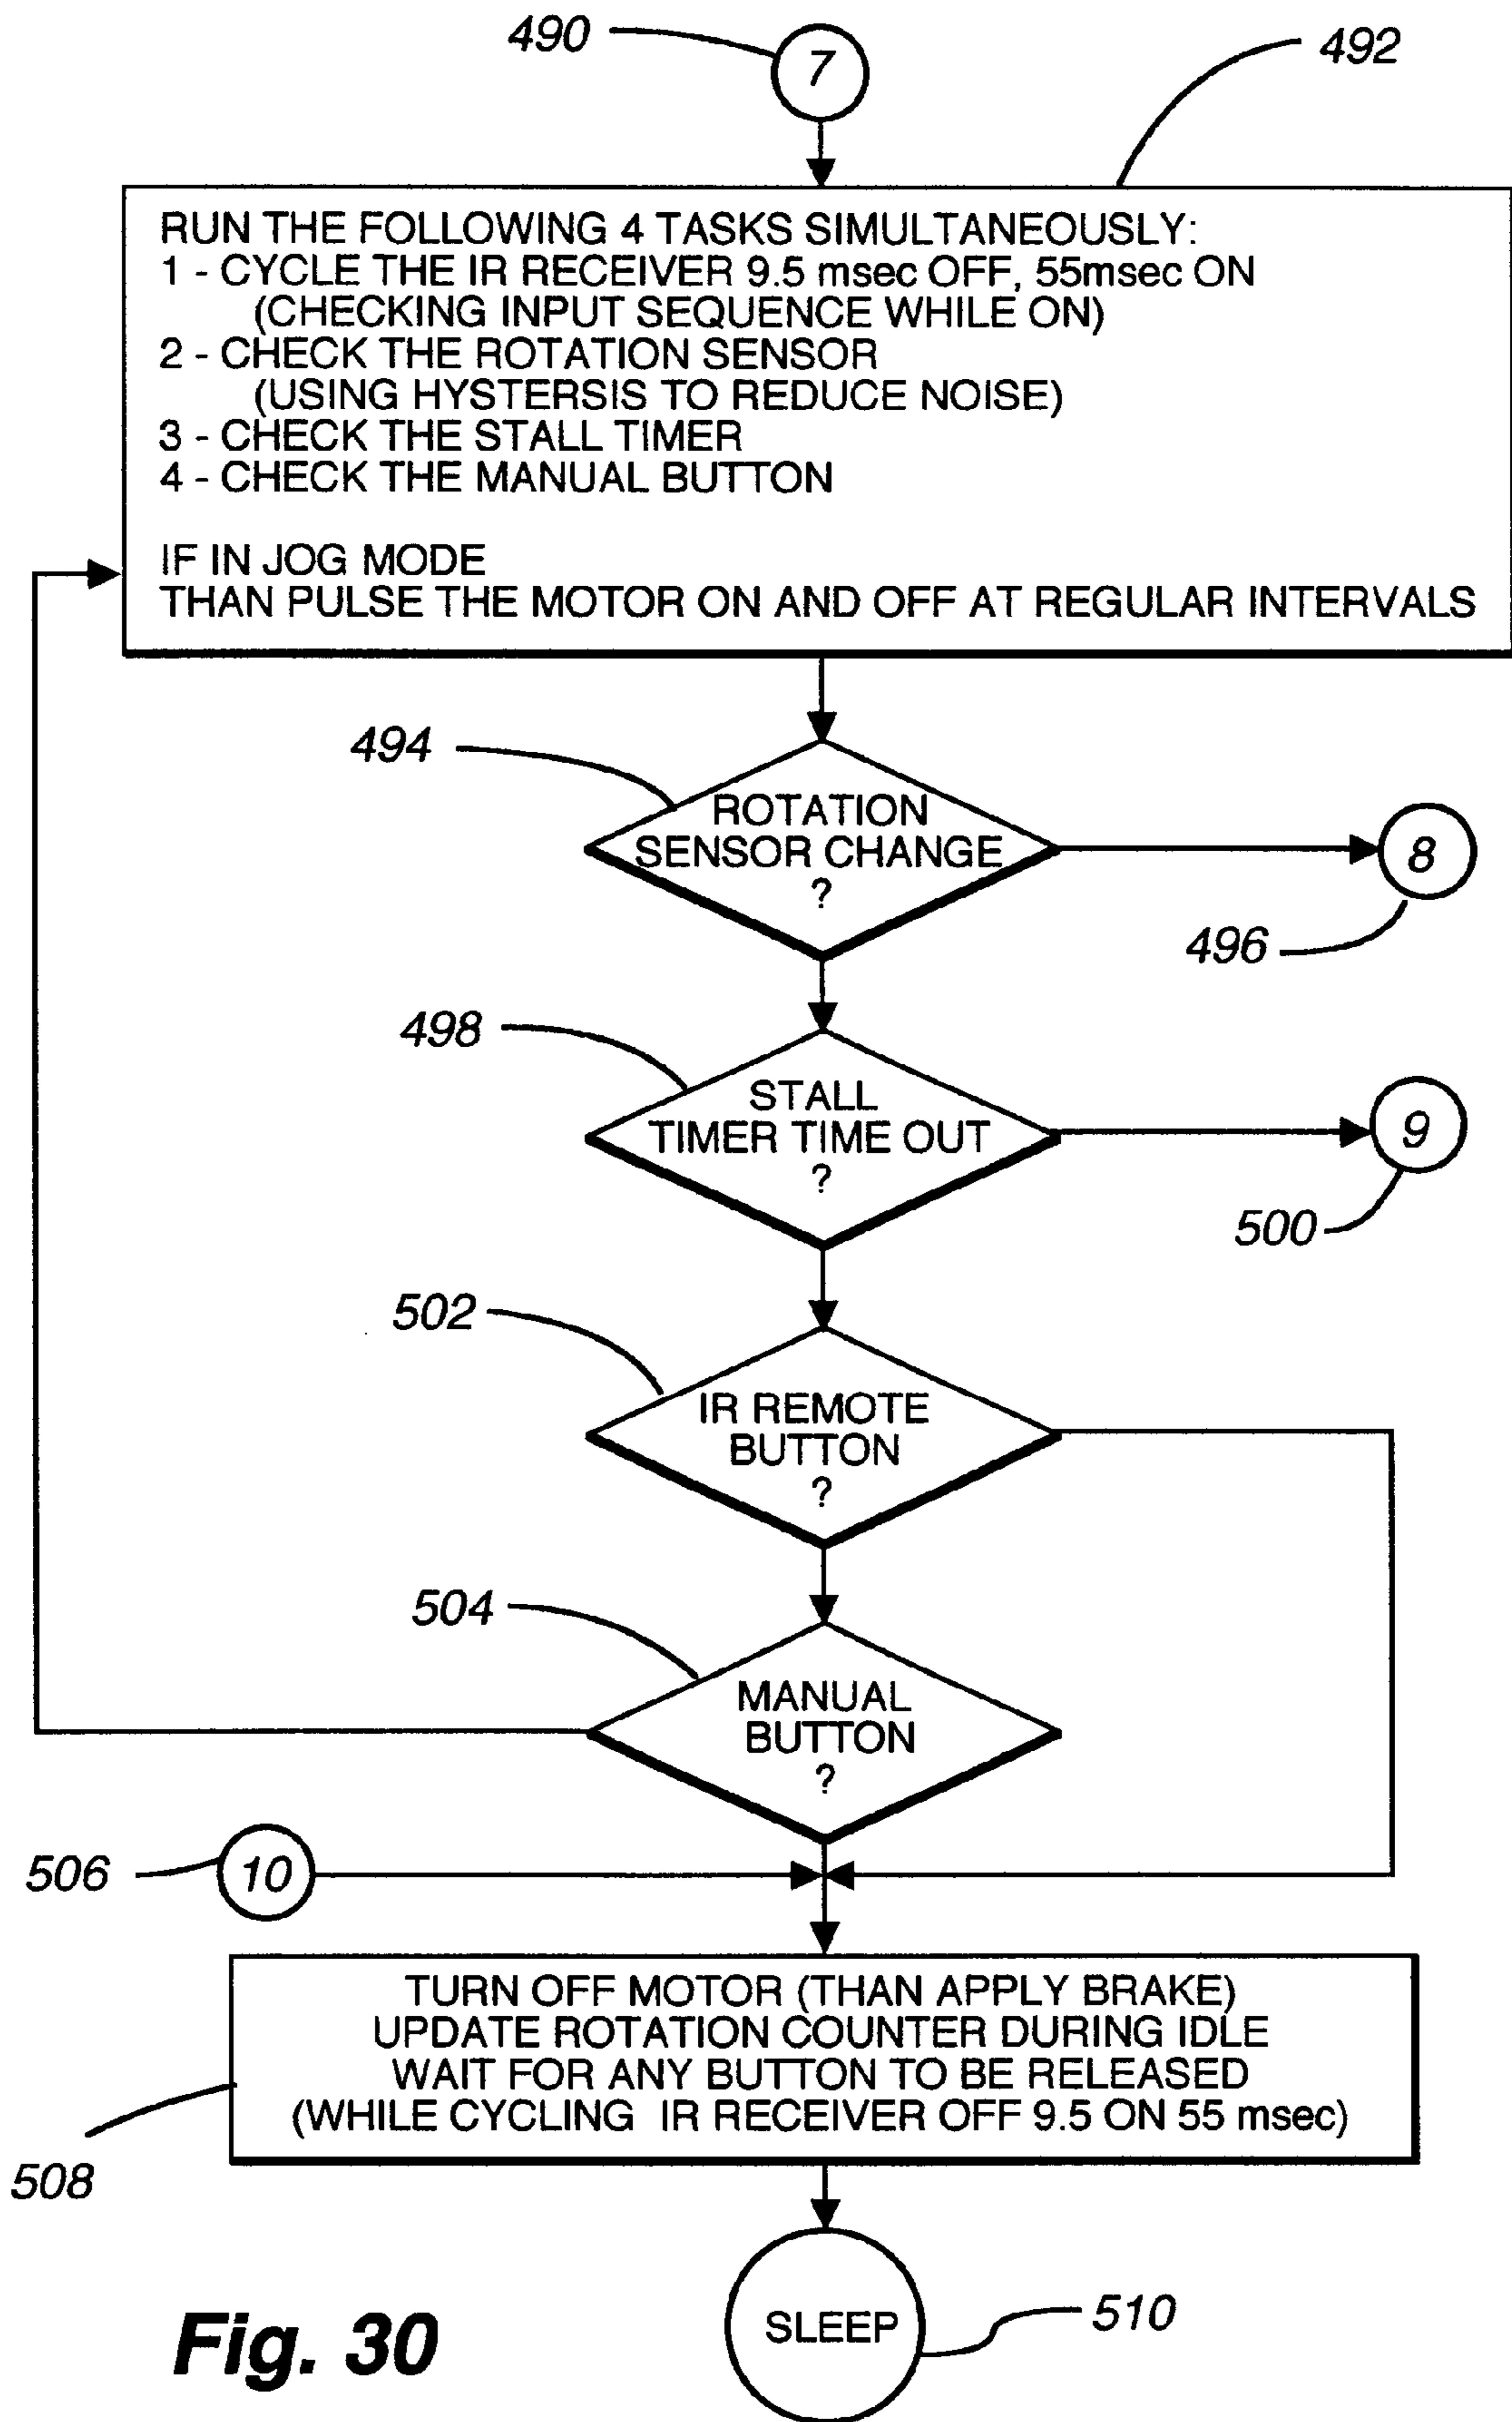 490
7
492
RUN THE FOLLOWING 4 TASKS SIMULTANEOUSLY:
1 - CYCLE THE IR RECEIVER 9.5 msec OFF, 55msec ON
(CHECKING INPUT SEQUENCE WHILE ON)
2 - CHECK THE ROTATION SENSOR
(USING HYSTERSIS TO REDUCE NOISE)
3 - CHECK THE STALL TIMER
4 - CHECK THE MANUAL BUTTON
IF IN JOG MODE
THAN PULSE THE MOTOR ON AND OFF AT REGULAR INTERVALS
494
ROTATION
SENSOR CHANGE
?
8
496
498
STALL
TIMER TIME OUT
?
9
500
502
IR REMOTE
BUTTON
?
504
MANUAL
BUTTON
?
506
10
TURN OFF MOTOR (THAN APPLY BRAKE)
UPDATE ROTATION COUNTER DURING IDLE
WAIT FOR ANY BUTTON TO BE RELEASED
(WHILE CYCLING IR RECEIVER OFF 9.5 ON 55 msec)
508
SLEEP
510
Fig. 30